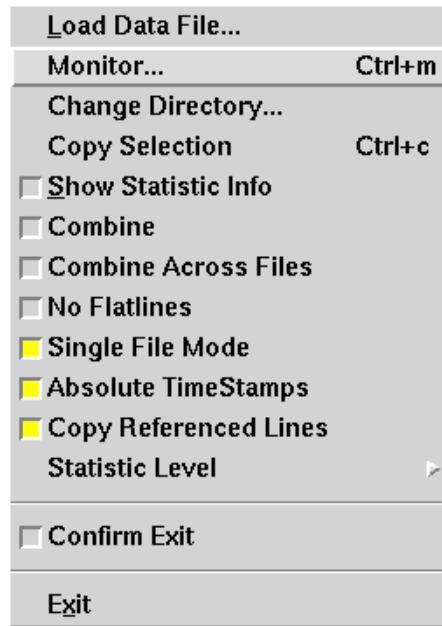 Load Data File...
Monitor... Ctrl+m
Change Directory...
Copy Selection Ctrl+c
Show Statistic Info
Combine
Combine Across Files
No Flatlines
Single File Mode
Absolute TimeStamps
Copy Referenced Lines
Statistic Level
Confirm Exit
Exit